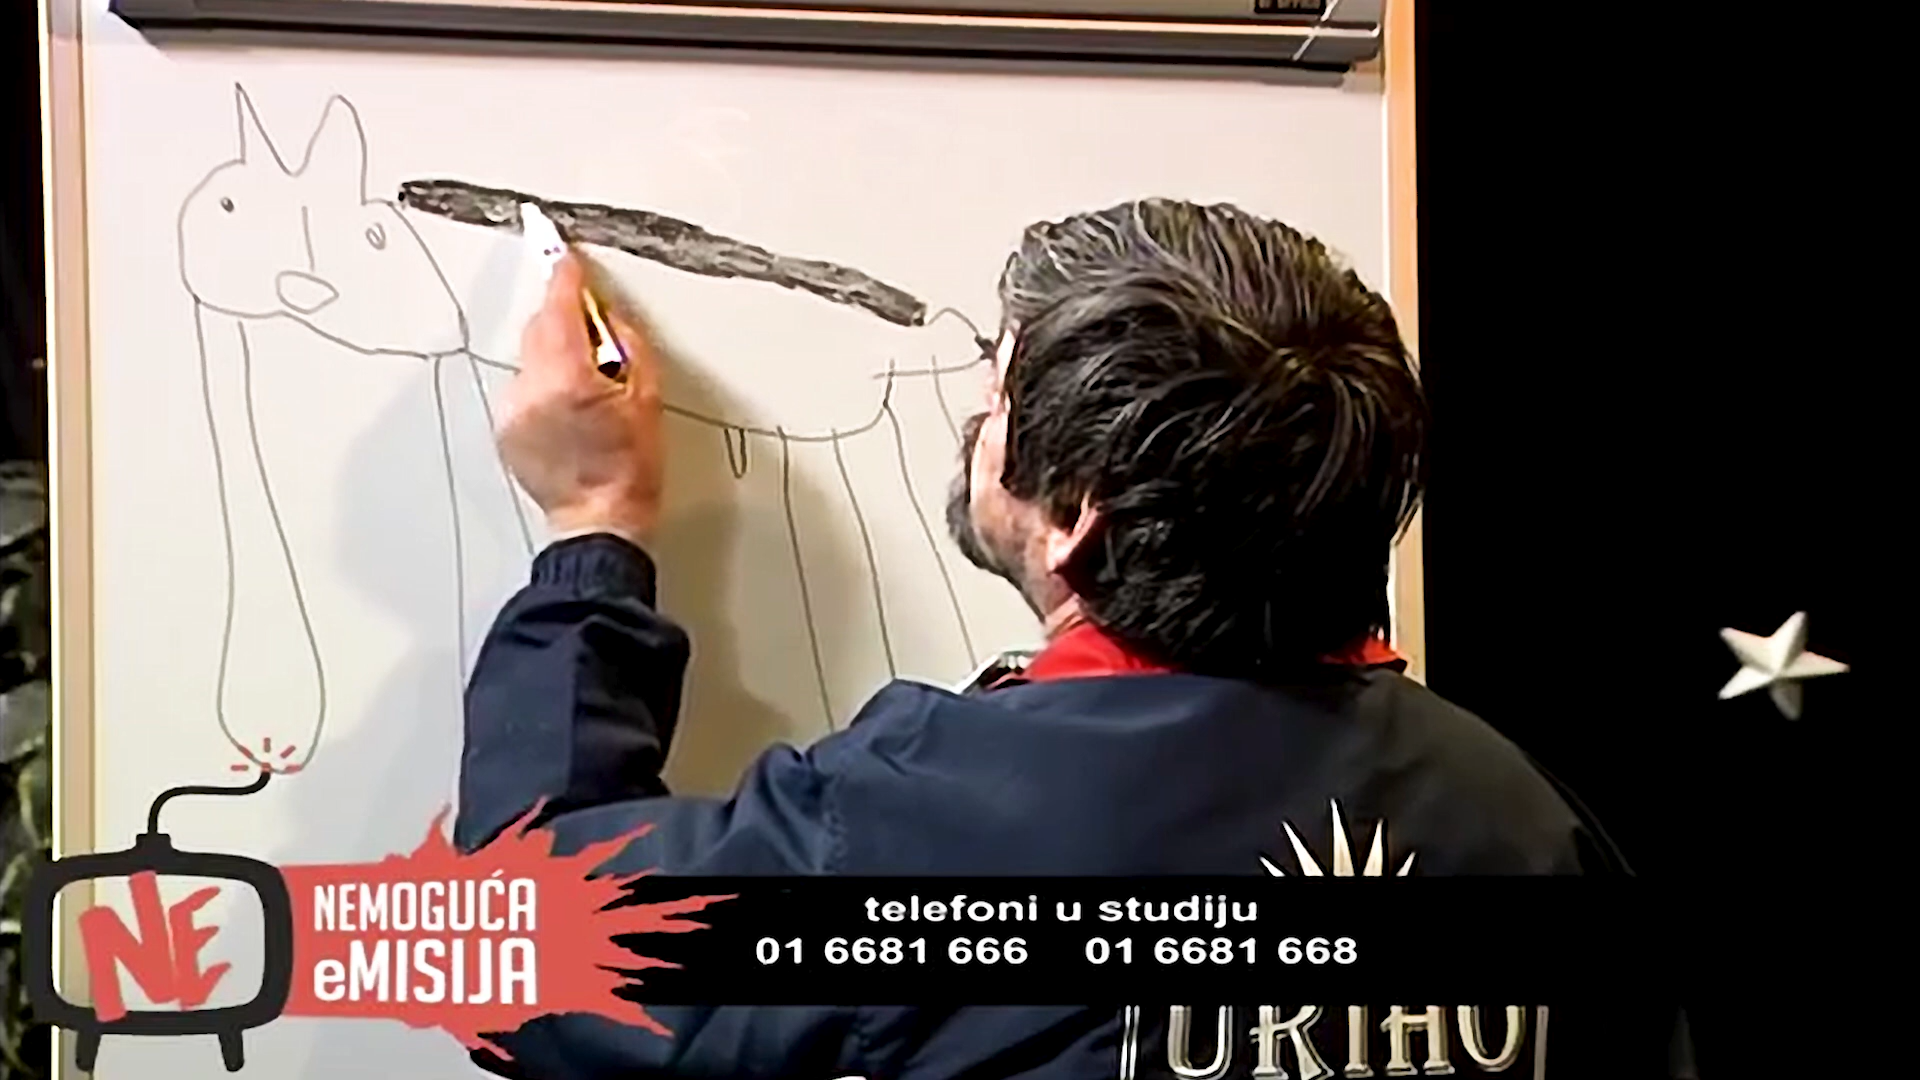 NE
NEMOGUĆA
eMISIJA
telefoni u studiju
01 6681 666 01 6681 668